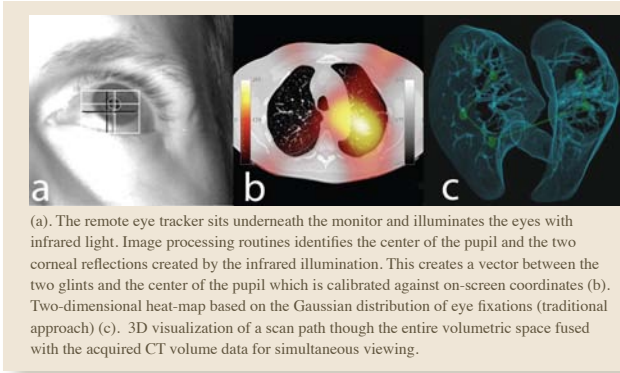 a
b
c
(a). The remote eye tracker sits underneath the monitor and illuminates the eyes with
infrared light. Image processing routines identifies the center of the pupil and the two
corneal reflections created by the infrared illumination. This creates a vector between the
two glints and the center of the pupil which is calibrated against on-screen coordinates (b).
Two-dimensional heat-map based on the Gaussian distribution of eye fixations (traditional
approach) (c). 3D visualization of a scan path though the entire volumetric space fused
with the acquired CT volume data for simultaneous viewing.